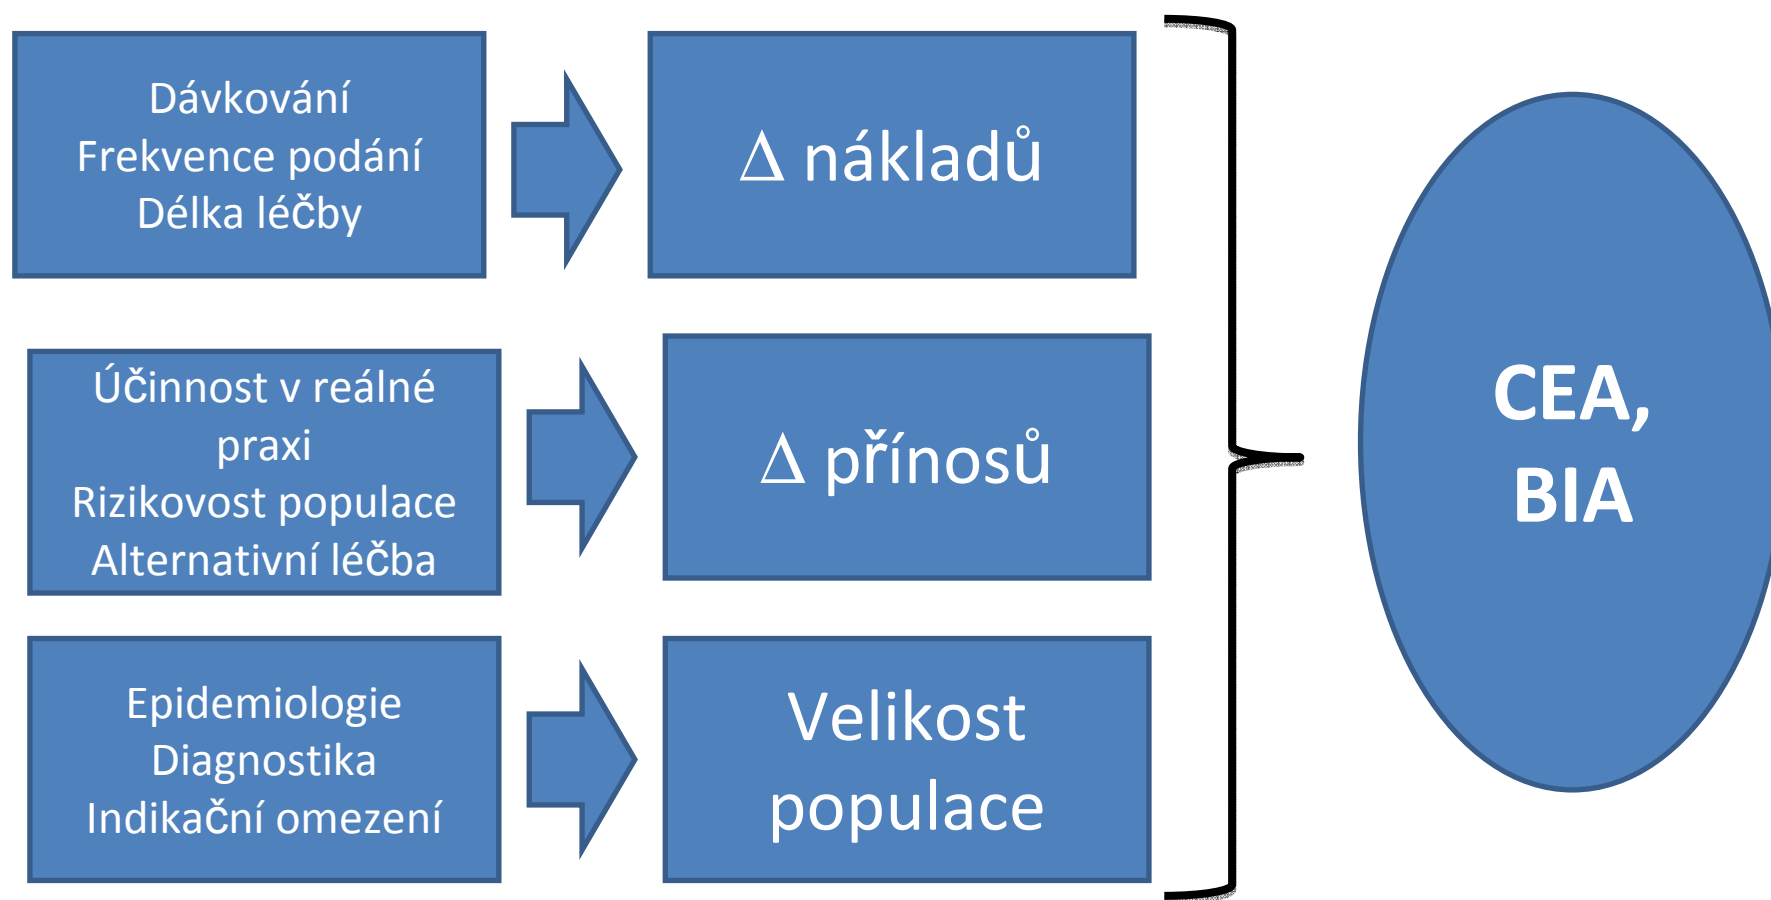 Dávkování
Frekvence podání
Délka léčby
Δ nákladů
Účinnost v reálné
praxi
Rizikovost populace
Alternativní léčba
Δ přínosů
Epidemiologie
Diagnostika
Indikační omezení
Velikost
populace
CEA,
BIA